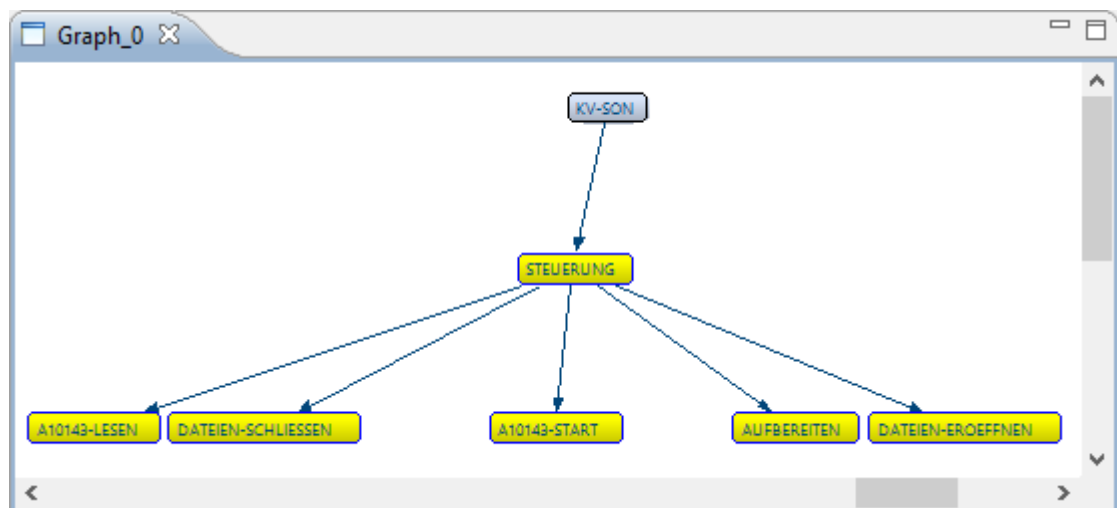 Graph_0
KV-SON
STEUERUNG
A10143-LESEN
DATEIEN-SCHLIESSEN
A10143-START
AUFBEREITEN
DATEIEN-EROEFFNEN